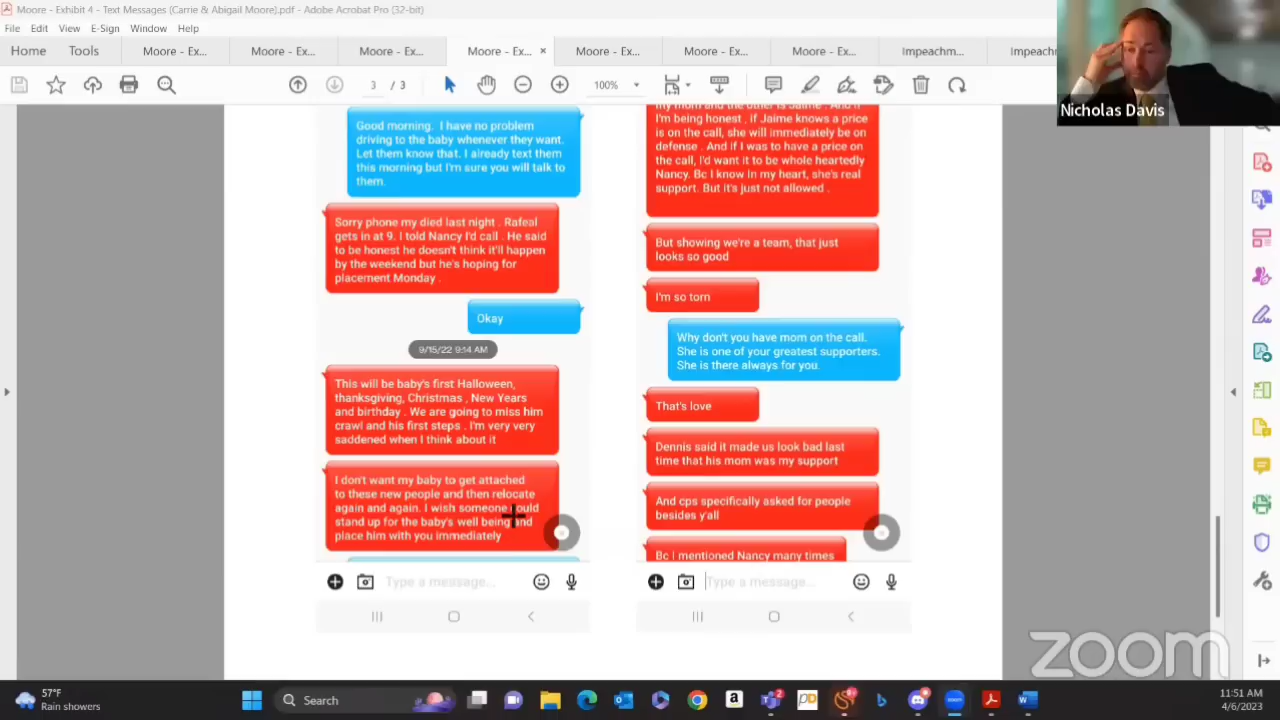 Moore - Exhibit 4 - Text Messages (Carrie & Abigail Moore).pdf - Adobe Acrobat Pro (32-bit)
File Edit View E-Sign Window Help
Home Tools Moore - Ex... Moore - Ex... Moore - Ex... Moore - Ex... × Moore - Ex... Moore - Ex... Moore - Ex... Impeachm... Impeachm
3 / 3 100%
Nicholas Davis
Good morning. I have no problem
driving to the baby whenever they want.
Let them know that. I already text them
this morning but I'm sure you will talk to
them.
Sorry phone my died last night . Rafeal
gets in at 9. I told Nancy I'd call . He said
to be honest he doesn't think it'll happen
by the weekend but he's hoping for
placement Monday .
Okay
9/15/22 9:14 AM
This will be baby's first Halloween,
thanksgiving, Christmas , New Years
and birthday . We are going to miss him
crawl and his first steps . I'm very very
saddened when I think about it
I don't want my baby to get attached
to these new people and then relocate
again and again. I wish someone could
stand up for the baby's well being and
place him with you immediately
Type a message...
my mom and the other is Jaime . And if
I'm being honest , if Jaime knows a price
is on the call, she will immediately be on
defense . And if I was to have a price on
the call, I'd want it to be whole heartedly
Nancy. Bc I know In my heart, she's real
support. But it's just not allowed .
But showing we're a team, that just
looks so good
I'm so torn
Why don't you have mom on the call.
She is one of your greatest supporters.
She is there always for you.
That's love
Dennis said it made us look bad last
time that his mom was my support
And cps specifically asked for people
besides y'all
Bc I mentioned Nancy many times
Type a message...
zoom
57°F
Rain showers
Search
11:51 AM
4/6/2023